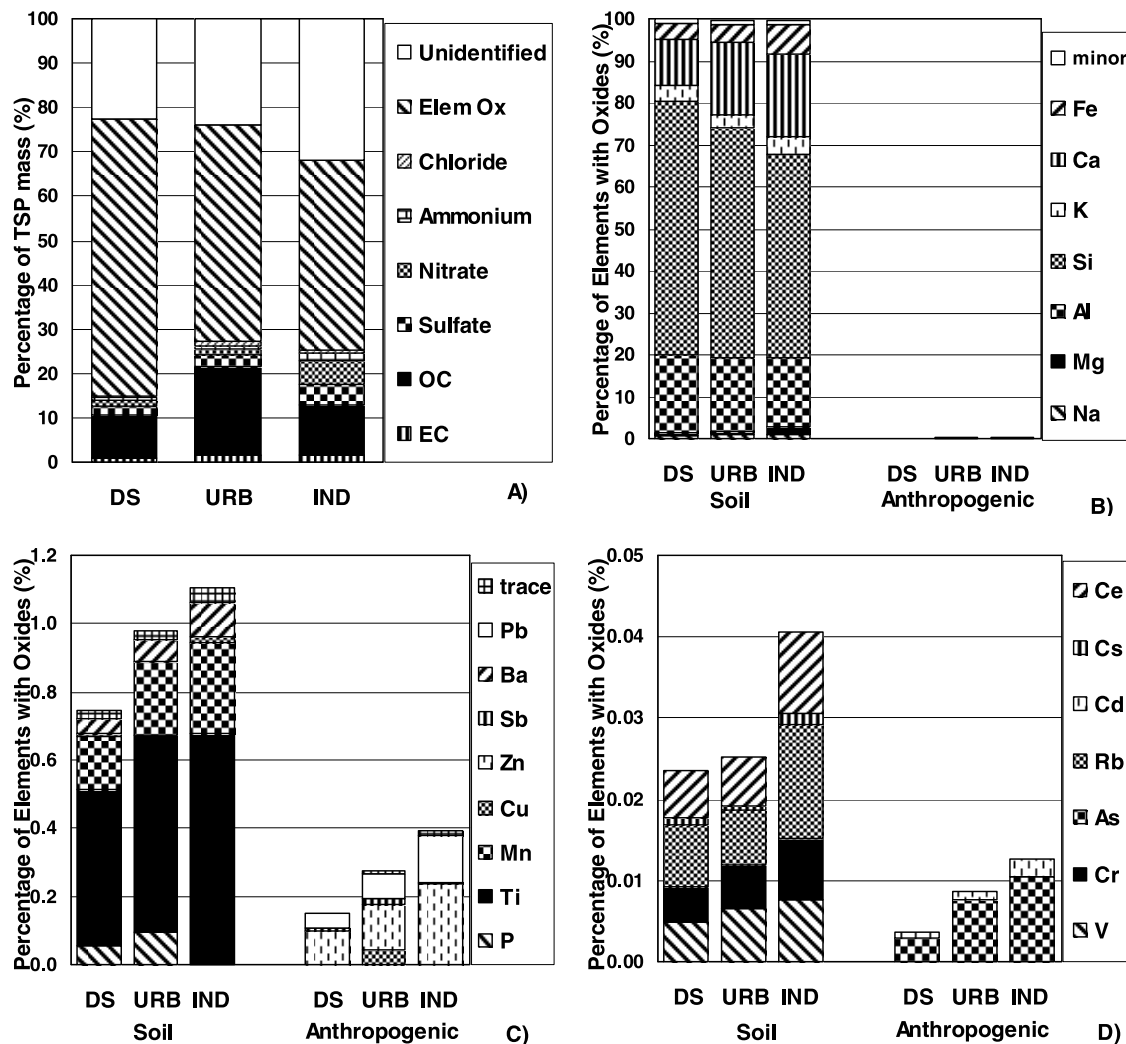 Percentage of TSP mass (%)
100
90
80
70
60
50
40
30
20
10
0
DS URB IND
Unidentified
Elem Ox
Chloride
Ammonium
Nitrate
Sulfate
OC
EC
A)
Percentage of Elements with Oxides (%)
100
90
80
70
60
50
40
30
20
10
0
DS URB IND DS URB IND
Soil Anthropogenic
minor
Fe
Ca
K
Si
Al
Mg
Na
B)
Percentage of Elements with Oxides (%)
1.2
1.0
0.8
0.6
0.4
0.2
0.0
DS URB IND DS URB IND
Soil Anthropogenic
trace
Pb
Ba
Sb
Zn
Cu
Mn
Ti
P
C)
Percentage of Elements with Oxides (%)
0.05
0.04
0.03
0.02
0.01
0.00
DS URB IND DS URB IND
Soil Anthropogenic
Ce
Cs
Cd
Rb
As
Cr
V
D)